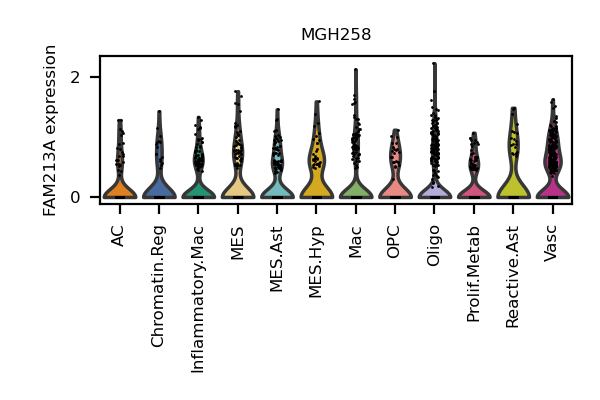 MGH258
FAM213A expression
2
0
AC
Chromatin.Reg
Inflammatory.Mac
MES
MES.Ast
MES.Hyp
Mac
OPC
Oligo
Prolif.Metab
Reactive.Ast
Vasc